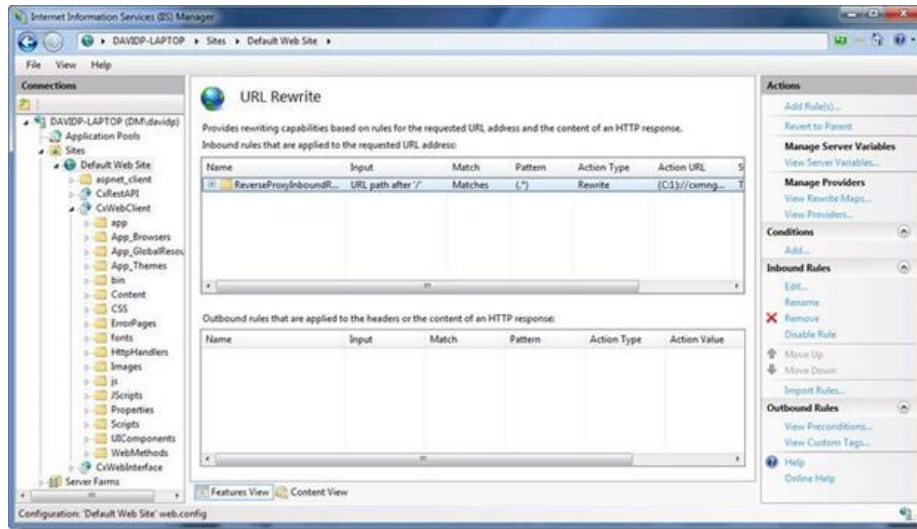 Internet Information Services (IIS) Manager
DAVIDP-LAPTOP Sites Default Web Site
File View Help
Connections
DAVIDP-LAPTOP (DM\davidp)
Application Pools
Sites
Default Web Site
aspnet_client
CxRestAPI
CxWebClient
app
App_Browsers
App_GlobalResou
App_Themes
bin
Content
CSS
ErrorPages
fonts
HttpHandlers
Images
js
JScripts
Properties
Scripts
UIComponents
WebMethods
CxWebInterface
Server Farms
URL Rewrite
Provides rewriting capabilities based on rules for the requested URL address and the content of an HTTP response.
Inbound rules that are applied to the requested URL address:
Name Input Match Pattern Action Type Action URL S
ReverseProxyInboundR... URL path after '/' Matches (.*) Rewrite {C:1}://cxmng... T
Outbound rules that are applied to the headers or the content of an HTTP response:
Name Input Match Pattern Action Type Action Value
Features View Content View
Actions
Add Rule(s)...
Revert to Parent
Manage Server Variables
View Server Variables...
Manage Providers
View Rewrite Maps...
View Providers...
Conditions
Add...
Inbound Rules
Edit...
Rename
Remove
Disable Rule
Move Up
Move Down
Import Rules...
Outbound Rules
View Preconditions...
View Custom Tags...
Help
Online Help
Configuration: 'Default Web Site' web.config